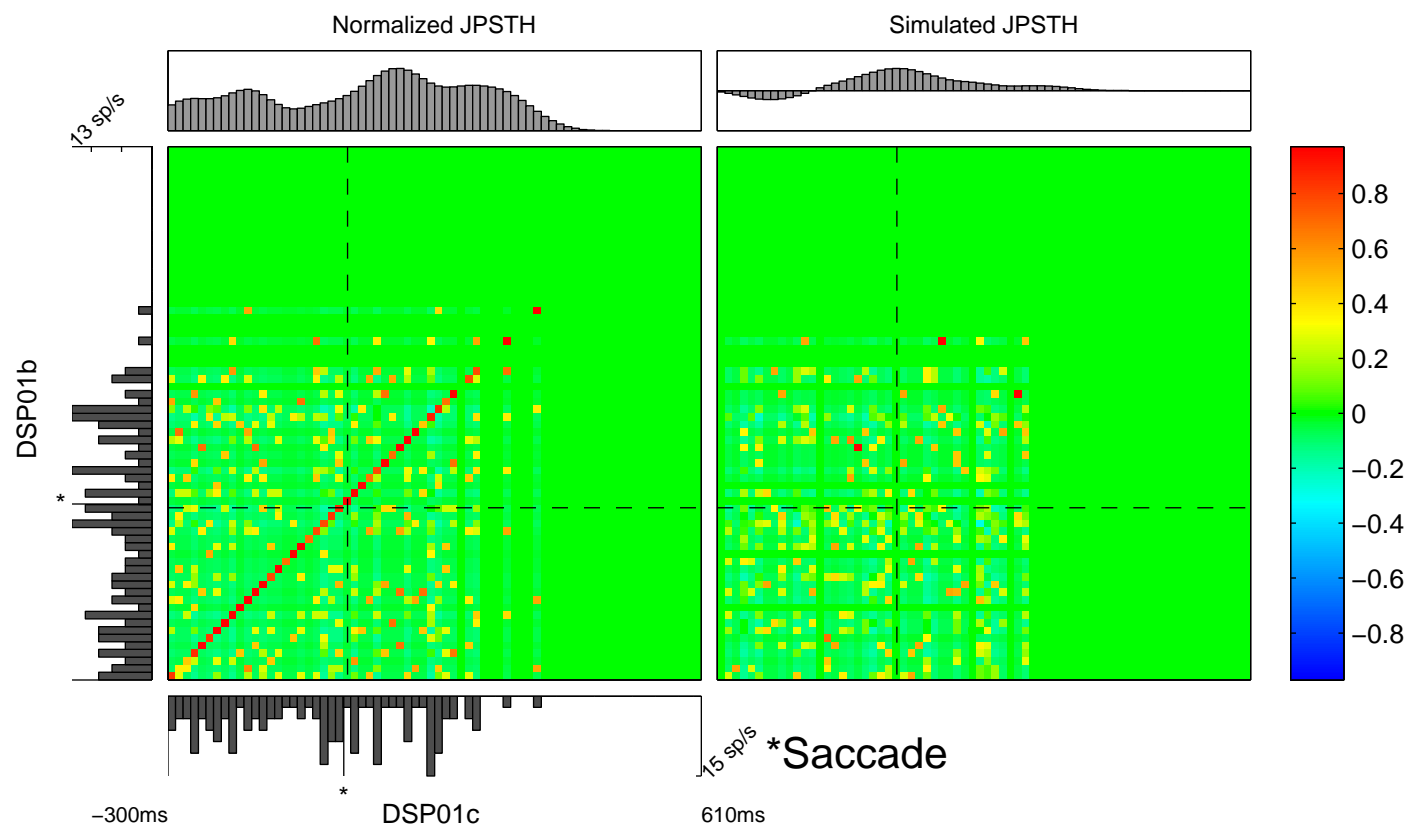 Normalized JPSTH
Simulated JPSTH
13 sp/s
DSP01b
*
0.8
0.6
0.4
0.2
0
−0.2
−0.4
−0.6
−0.8
15 sp/s
*Saccade
*
−300ms
DSP01c
610ms